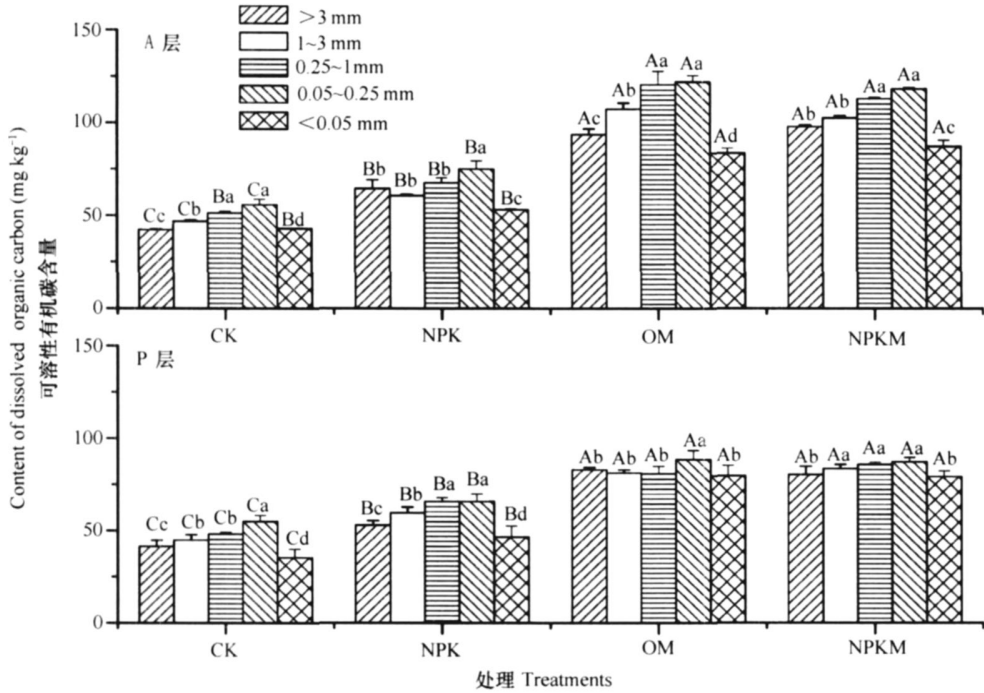 Content of dissolved organic carbon (mg kg⁻¹)
可溶性有机碳含量
150
100
50
0
A 层
>3 mm
1~3 mm
0.25~1mm
0.05~0.25 mm
<0.05 mm
Cc Cb Ba Ca Bd
Bb Bb Bb Ba Bc
Ac Ab Aa Aa Ad
Ab Ab Aa Aa Ac
CK NPK OM NPKM
150
100
50
0
P 层
Cc Cb Cb Ca Cd
Bc Bb Ba Ba Bd
Ab Ab Ab Aa Ab
Ab Aa Aa Aa Ab
CK NPK OM NPKM
处理 Treatments